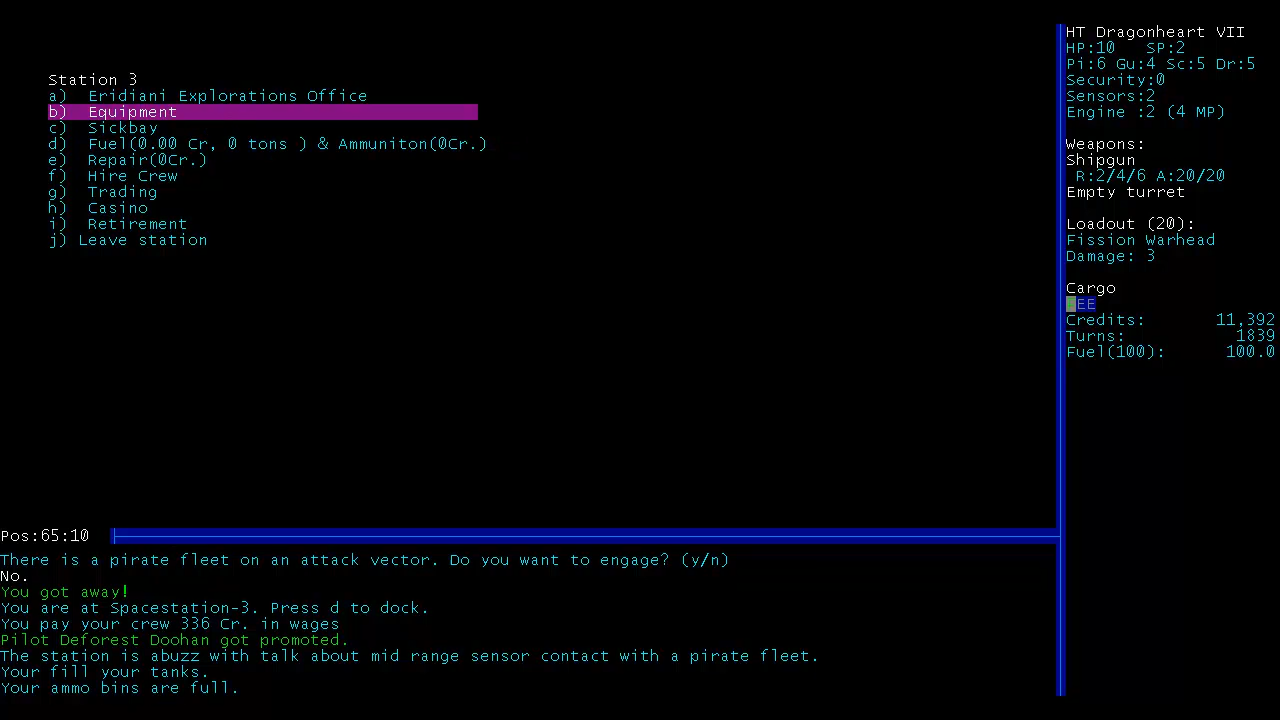 Station 3
a)  Eridiani Explorations Office
b)  Equipment
c)  Sickbay
d)  Fuel(0.00 Cr, 0 tons ) & Ammuniton(0Cr.)
e)  Repair(0Cr.)
f)  Hire Crew
g)  Trading
h)  Casino
i)  Retirement
j) Leave station
HT Dragonheart VII
HP:10   SP:2
Pi:6 Gu:4 Sc:5 Dr:5
Security:0
Sensors:2
Engine :2 (4 MP)
Weapons:
Shipgun
R:2/4/6 A:20/20
Empty turret
Loadout (20):
Fission Warhead
Damage: 3
Cargo
EE
Credits: 11,392
Turns: 1839
Fuel(100): 100.0
Pos:65:10
There is a pirate fleet on an attack vector. Do you want to engage? (y/n)
No.
You got away!
You are at Spacestation-3. Press d to dock.
You pay your crew 336 Cr. in wages
Pilot Deforest Doohan got promoted.
The station is abuzz with talk about mid range sensor contact with a pirate fleet.
Your fill your tanks.
Your ammo bins are full.